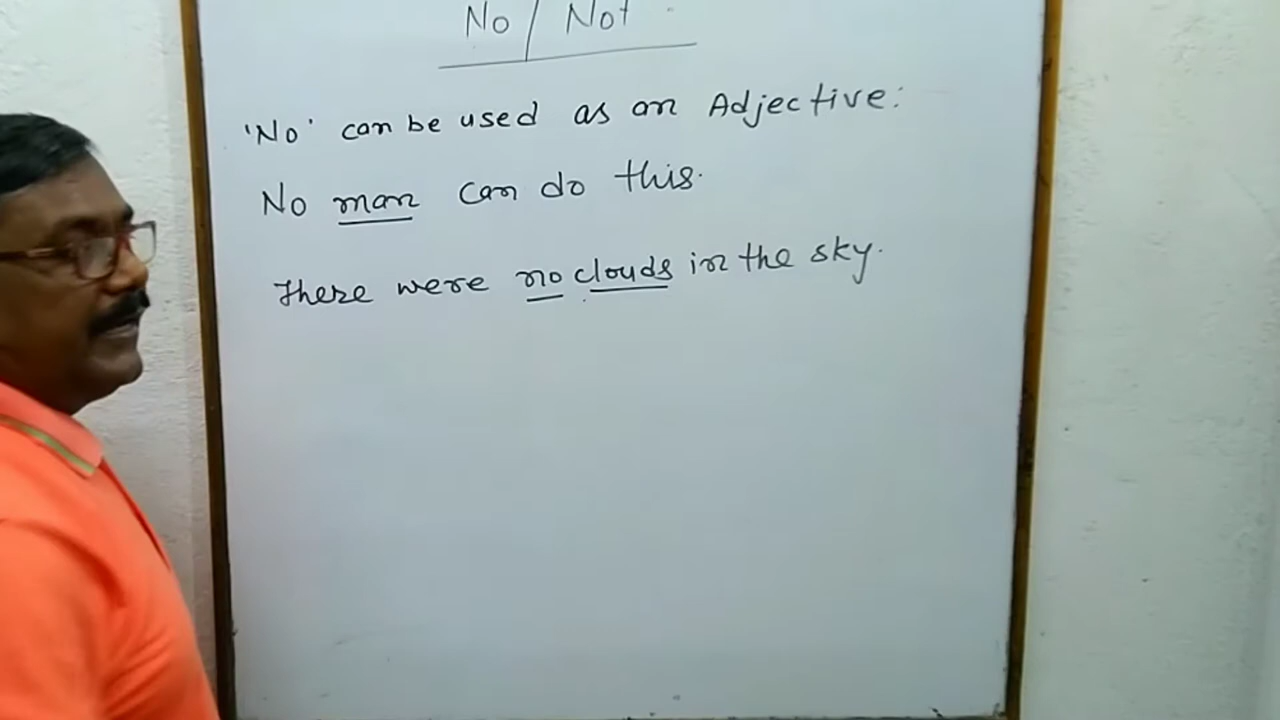 No / Not
'No' can be used as an Adjective:
No man can do this.
There were no clouds in the sky.